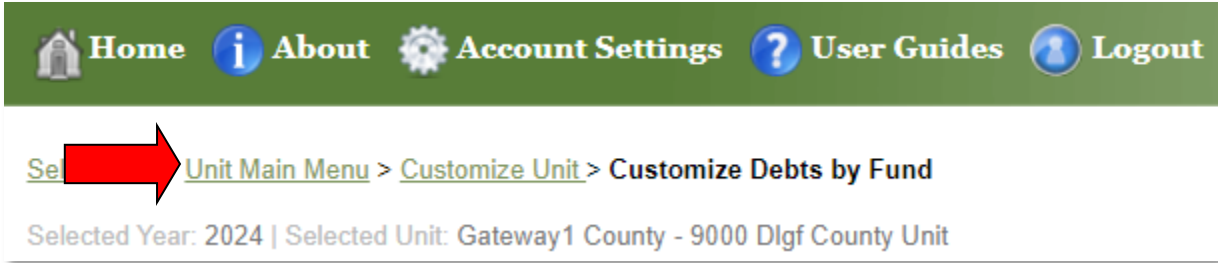 Home About Account Settings User Guides Logout
Unit Main Menu > Customize Unit > Customize Debts by Fund
Selected Year: 2024 | Selected Unit: Gateway1 County - 9000 Dlgf County Unit